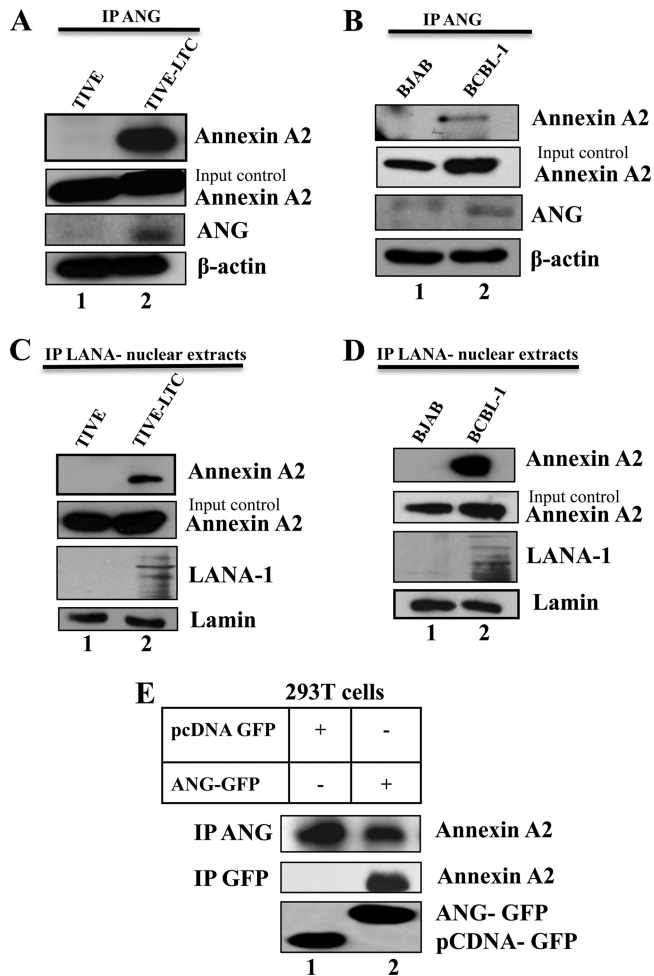 A
IP ANG
TIVE
TIVE-LTC
Annexin A2
Input control
Annexin A2
ANG
β-actin
1 2
B
IP ANG
BJAB
BCBL-1
Annexin A2
Input control
Annexin A2
ANG
β-actin
1 2
C
IP LANA- nuclear extracts
TIVE
TIVE-LTC
Annexin A2
Input control
Annexin A2
LANA-1
Lamin
1 2
D
IP LANA- nuclear extracts
BJAB
BCBL-1
Annexin A2
Input control
Annexin A2
LANA-1
Lamin
1 2
E
293T cells
pcDNA GFP + -
ANG-GFP - +
IP ANG Annexin A2
IP GFP Annexin A2
ANG- GFP
pCDNA- GFP
1 2